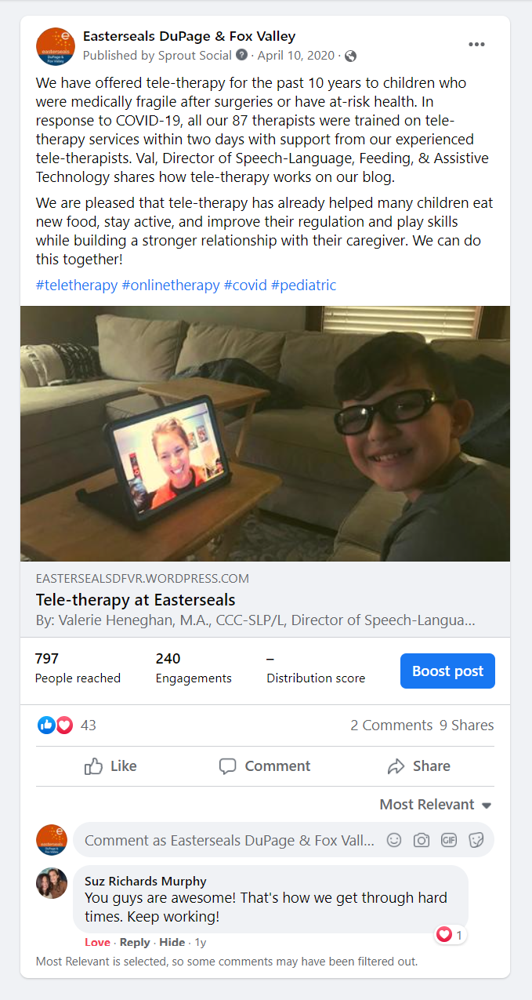 Easterseals DuPage & Fox Valley
Published by Sprout Social · April 10, 2020 ·
We have offered tele-therapy for the past 10 years to children who
were medically fragile after surgeries or have at-risk health. In
response to COVID-19, all our 87 therapists were trained on tele-
therapy services within two days with support from our experienced
tele-therapists. Val, Director of Speech-Language, Feeding, & Assistive
Technology shares how tele-therapy works on our blog.
We are pleased that tele-therapy has already helped many children eat
new food, stay active, and improve their regulation and play skills
while building a stronger relationship with their caregiver. We can do
this together!
#teletherapy #onlinetherapy #covid #pediatric
EASTERSEALSDFVR.WORDPRESS.COM
Tele-therapy at Easterseals
By: Valerie Heneghan, M.A., CCC-SLP/L, Director of Speech-Langua...
797 240 –
People reached Engagements Distribution score
Boost post
43 2 Comments 9 Shares
Like Comment Share
Most Relevant
Comment as Easterseals DuPage & Fox Vall... GIF
Suz Richards Murphy
You guys are awesome! That's how we get through hard
times. Keep working!
1
Love · Reply · Hide · 1y
Most Relevant is selected, so some comments may have been filtered out.